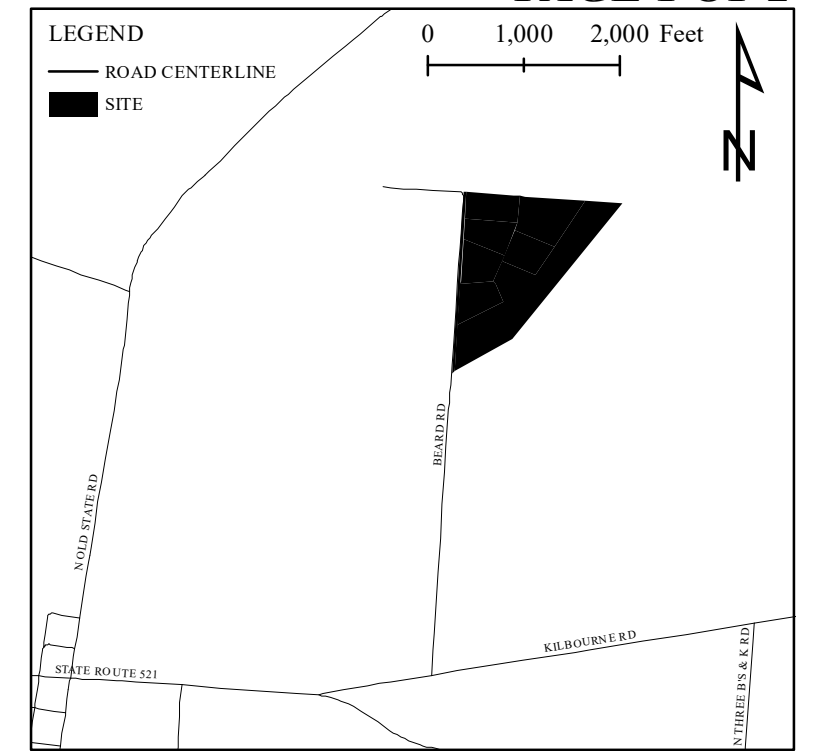 LEGEND
ROAD CENTERLINE
SITE
0 1,000 2,000 Feet
N
BEARD RD
N OLD STATE RD
KILBOURNE RD
STATE ROUTE 521
N THREE B'S & K RD